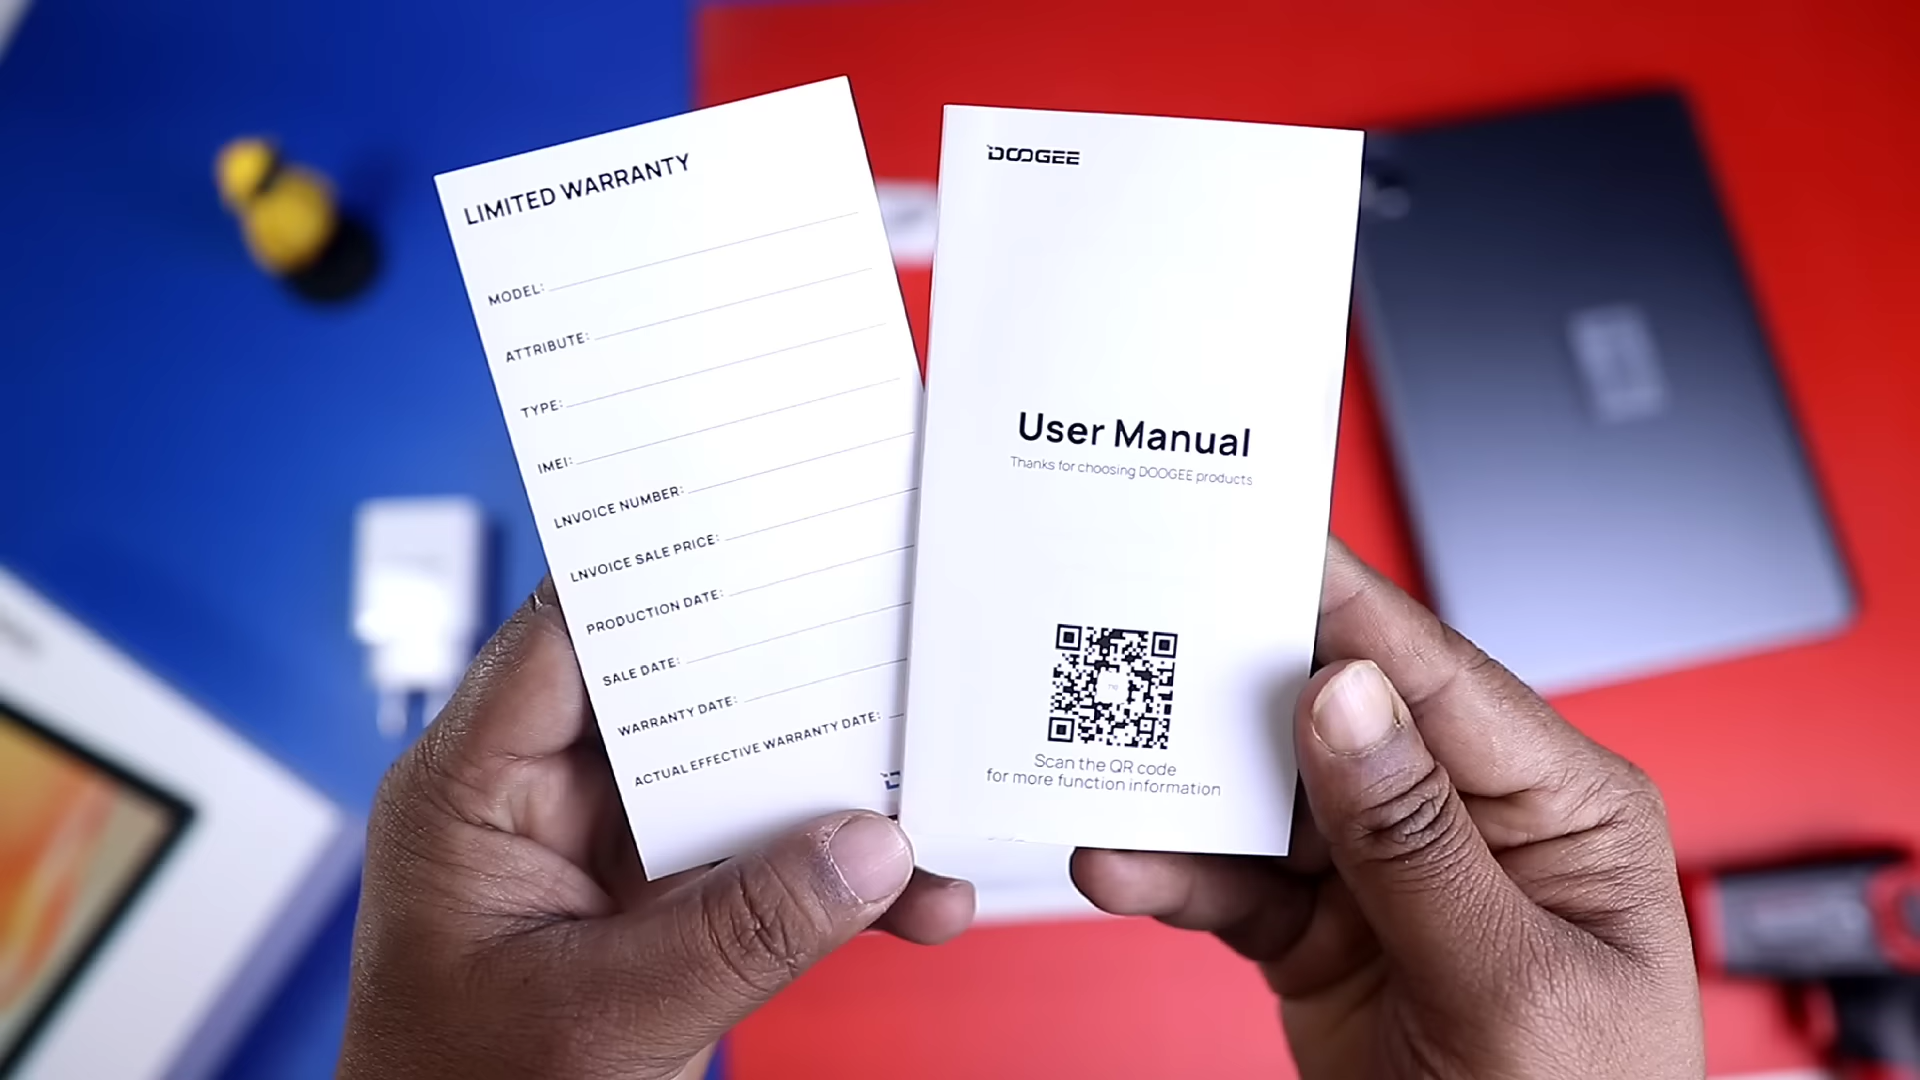 LIMITED WARRANTY
MODEL:
ATTRIBUTE:
TYPE:
IMEI:
LNVOICE NUMBER:
LNVOICE SALE PRICE:
PRODUCTION DATE:
SALE DATE:
WARRANTY DATE:
ACTUAL EFFECTIVE WARRANTY DATE:
DOOGEE
User Manual
Thanks for choosing DOOGEE products
Scan the QR code
for more function information